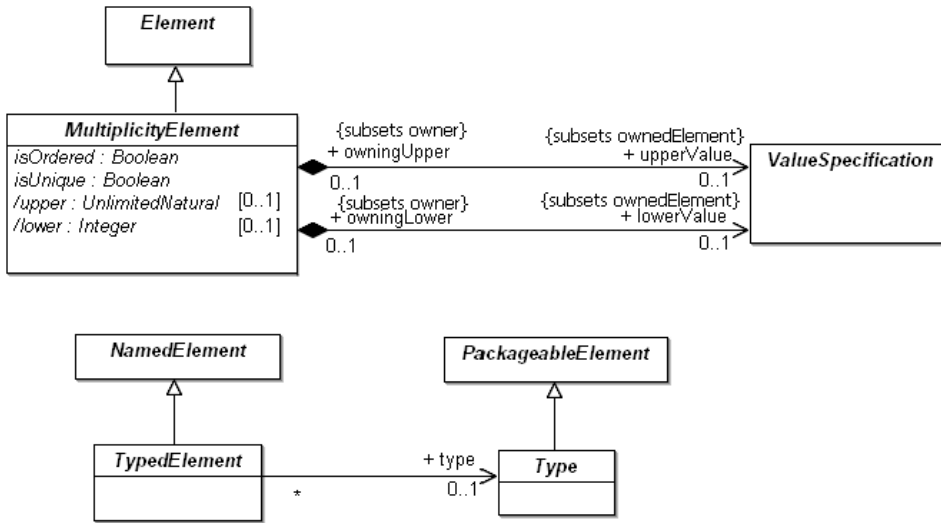 Element
MultiplicityElement
isOrdered : Boolean
isUnique : Boolean
/upper : UnlimitedNatural [0..1]
/lower : Integer [0..1]
{subsets owner}
+ owningUpper
0..1
{subsets owner}
+ owningLower
0..1
{subsets ownedElement}
+ upperValue
0..1
{subsets ownedElement}
+ lowerValue
0..1
ValueSpecification
NamedElement
PackageableElement
TypedElement
*
+ type
0..1
Type